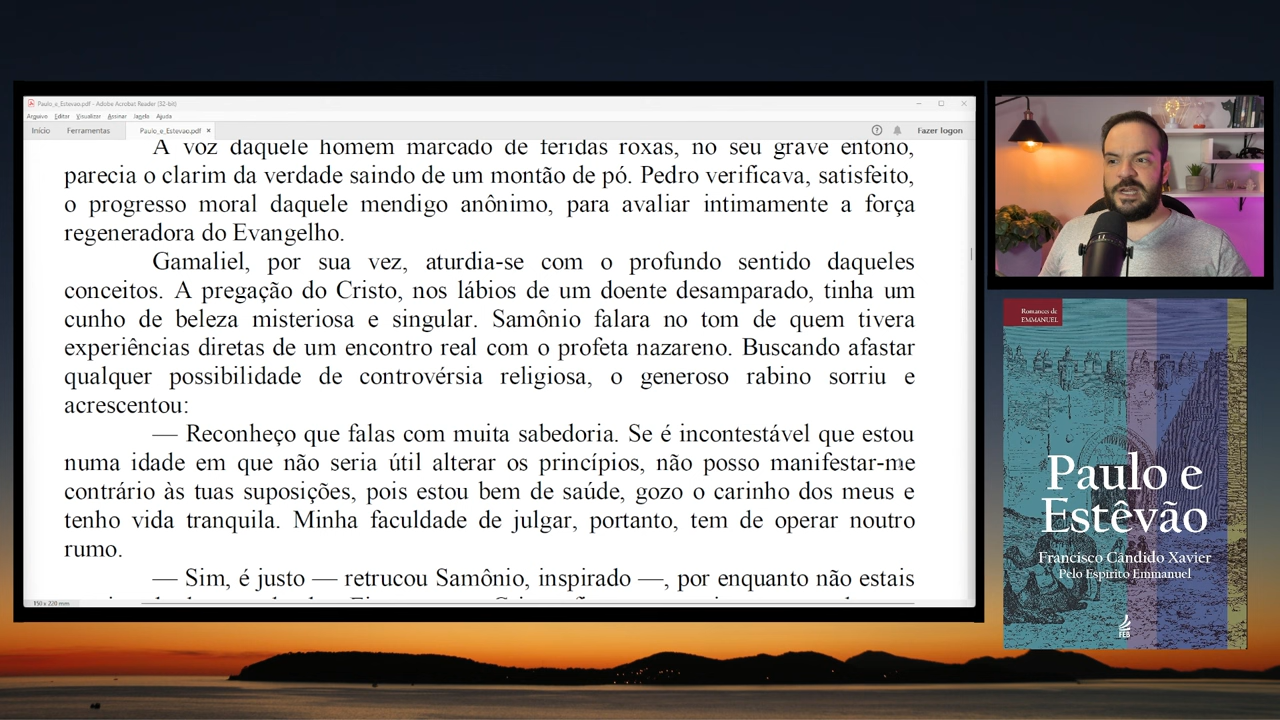 Paulo_e_Estevao.pdf - Adobe Acrobat Reader (32-bit)
Arquivo Editar Visualizar Assinar Janela Ajuda
Início Ferramentas Paulo_e_Estevao.pdf × Fazer logon
A voz daquele homem marcado de feridas roxas, no seu grave entono,
parecia o clarim da verdade saindo de um montão de pó. Pedro verificava, satisfeito,
o progresso moral daquele mendigo anônimo, para avaliar intimamente a força
regeneradora do Evangelho.
Gamaliel, por sua vez, aturdia-se com o profundo sentido daqueles
conceitos. A pregação do Cristo, nos lábios de um doente desamparado, tinha um
cunho de beleza misteriosa e singular. Samônio falara no tom de quem tivera
experiências diretas de um encontro real com o profeta nazareno. Buscando afastar
qualquer possibilidade de controvérsia religiosa, o generoso rabino sorriu e
acrescentou:
— Reconheço que falas com muita sabedoria. Se é incontestável que estou
numa idade em que não seria útil alterar os princípios, não posso manifestar-me
contrário às tuas suposições, pois estou bem de saúde, gozo o carinho dos meus e
tenho vida tranquila. Minha faculdade de julgar, portanto, tem de operar noutro
rumo.
— Sim, é justo — retrucou Samônio, inspirado —, por enquanto não estais
150 x 220 mm
Romances de
EMMANUEL
Paulo e
Estêvão
Francisco Cândido Xavier
Pelo Espírito Emmanuel
FEB